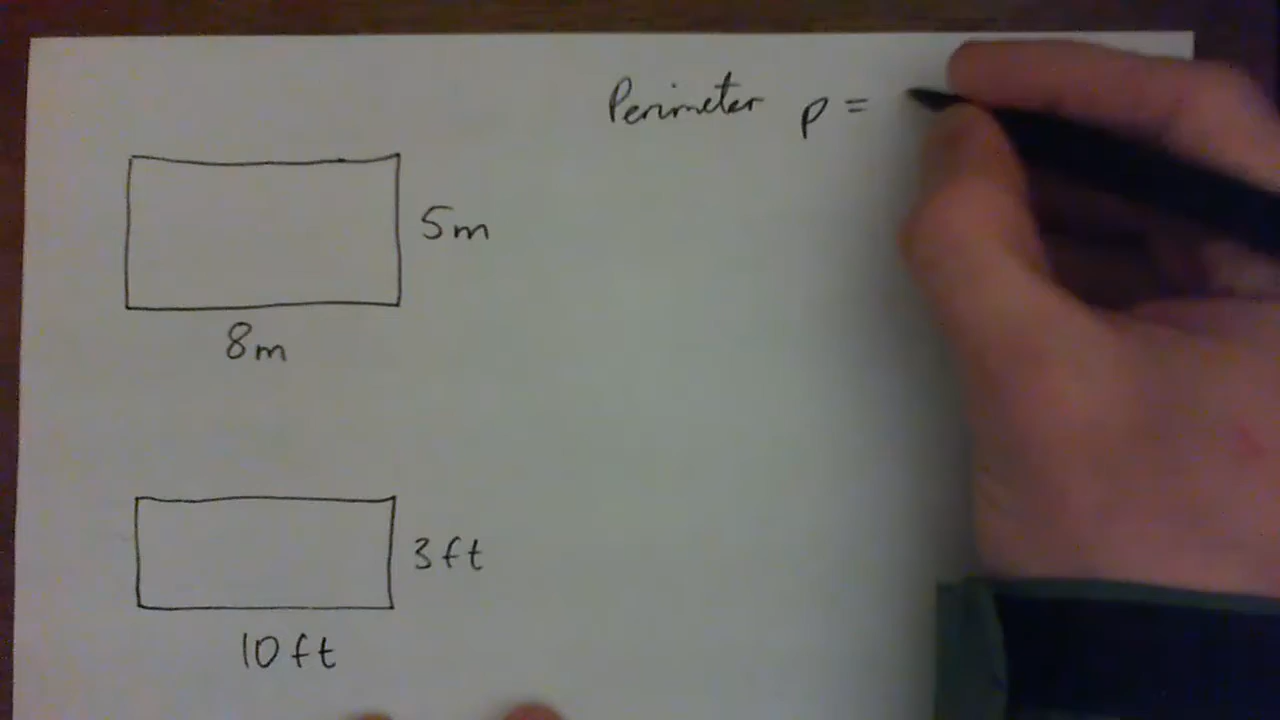 Perimeter p =
5m
8m
3ft
10ft